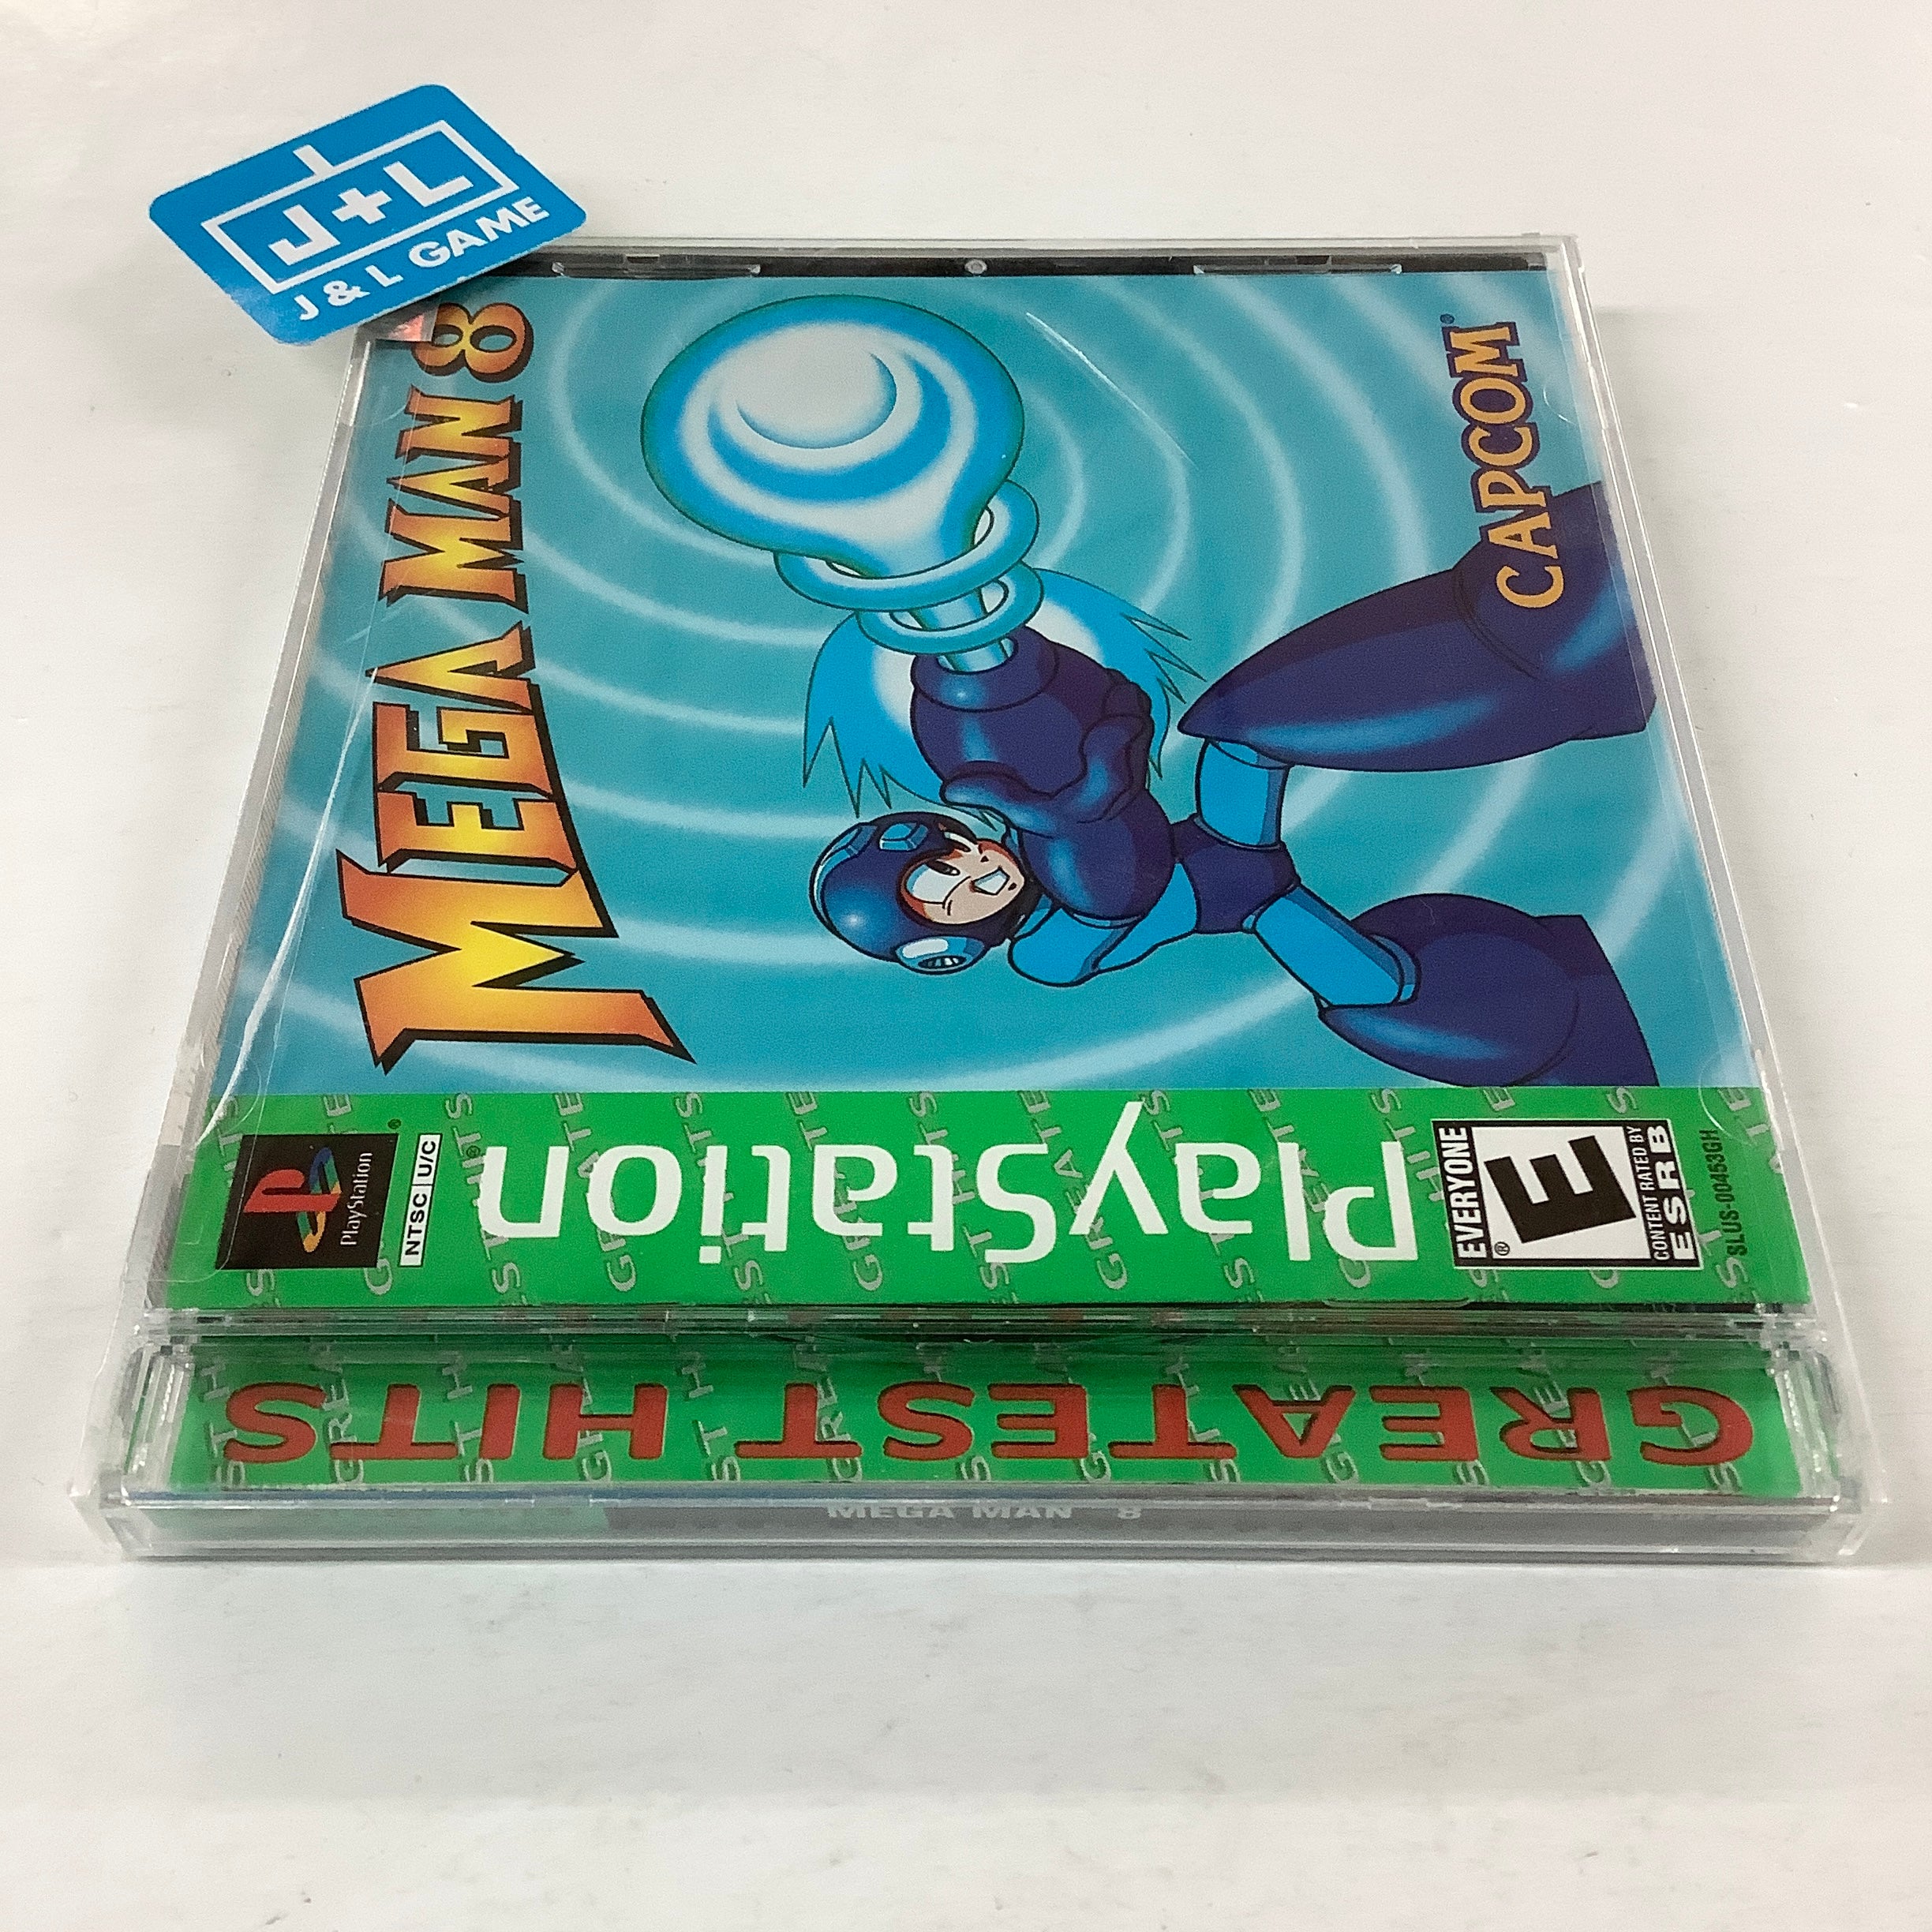 J+L
J & L GAME
MEGA MAN 8
CAPCOM®
PlayStation®
NTSC U/C
PlayStation®
EVERYONE
E®
CONTENT RATED BY
ESRB
SLUS-00453GH
GREATEST HITS
MEGA MAN 8